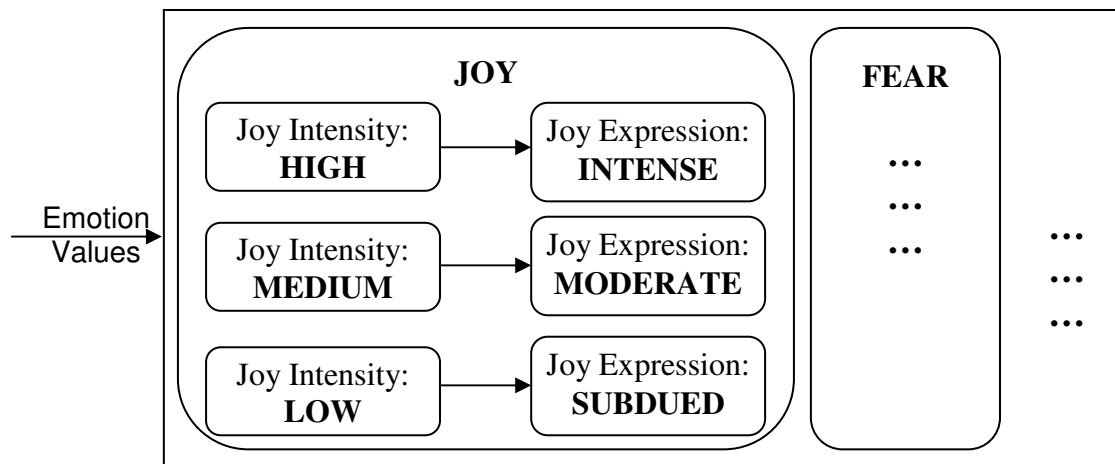 Emotion
Values
JOY
Joy Intensity:
HIGH
Joy Expression:
INTENSE
Joy Intensity:
MEDIUM
Joy Expression:
MODERATE
Joy Intensity:
LOW
Joy Expression:
SUBDUED
FEAR
...
...
...
...
...
...